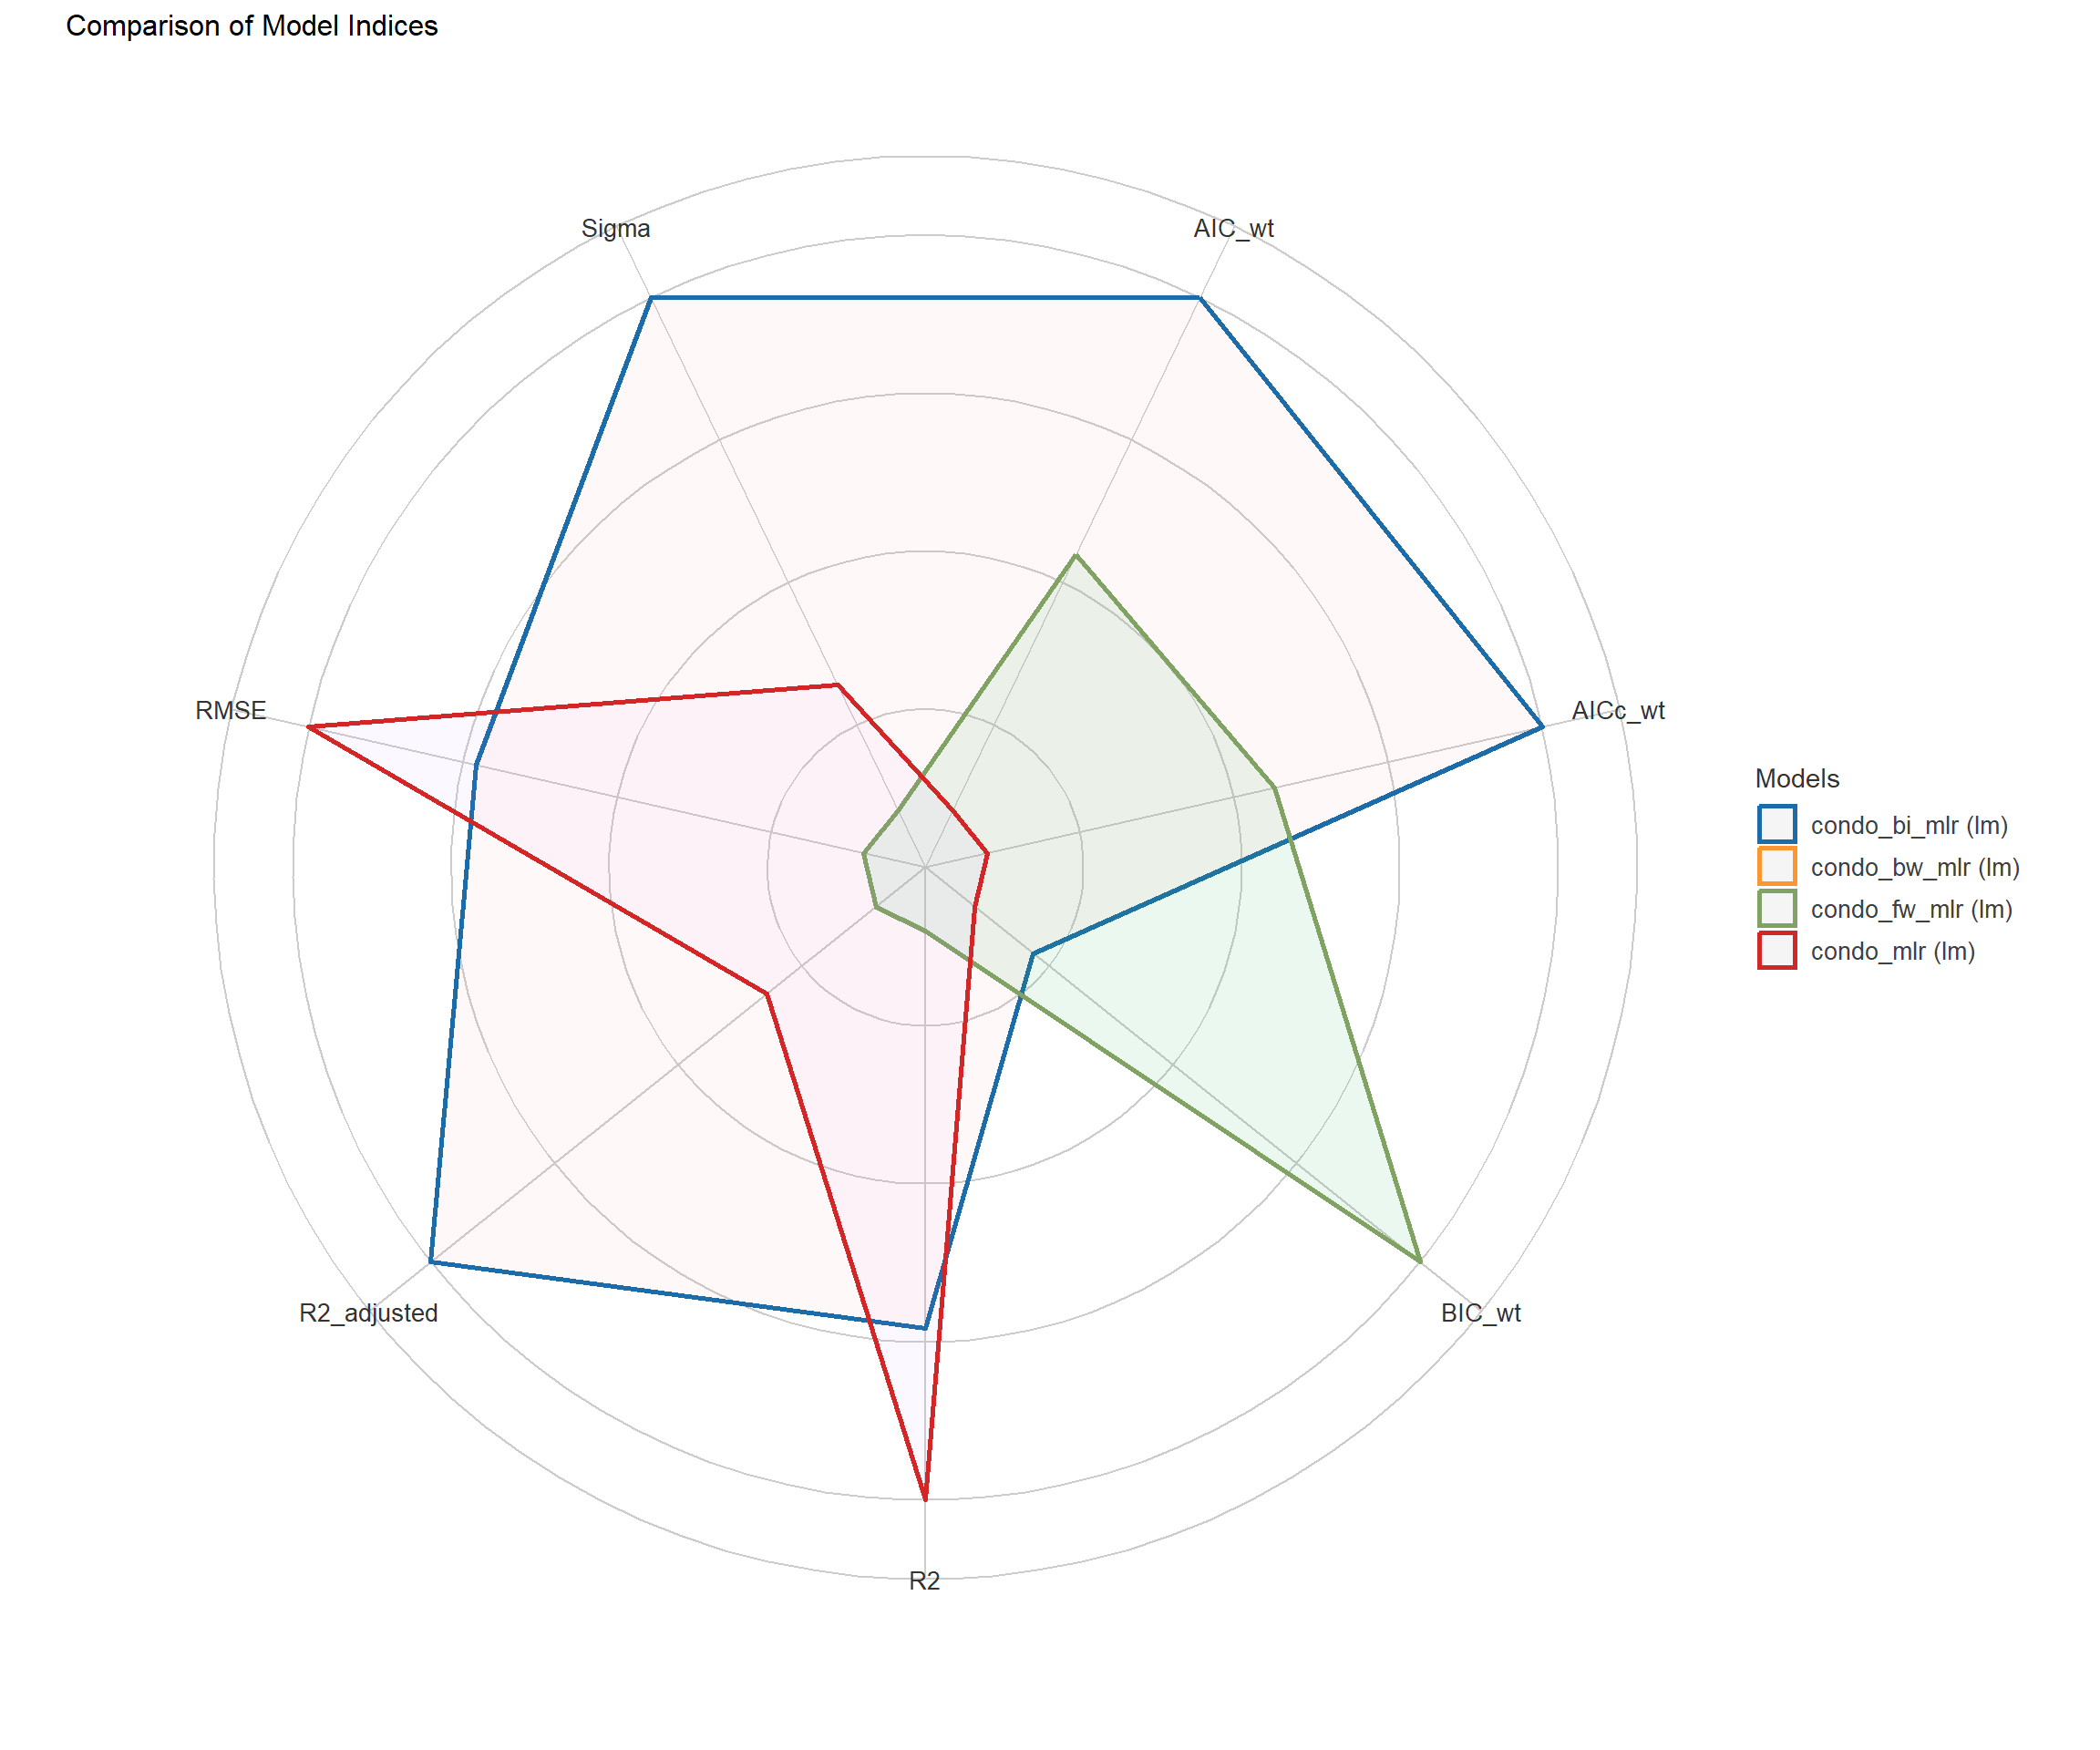 Comparison of Model Indices
Sigma
AIC_wt
RMSE
AICc_wt
Models
condo_bi_mlr (lm)
condo_bw_mlr (lm)
condo_fw_mlr (lm)
condo_mlr (lm)
R2_adjusted
BIC_wt
R2